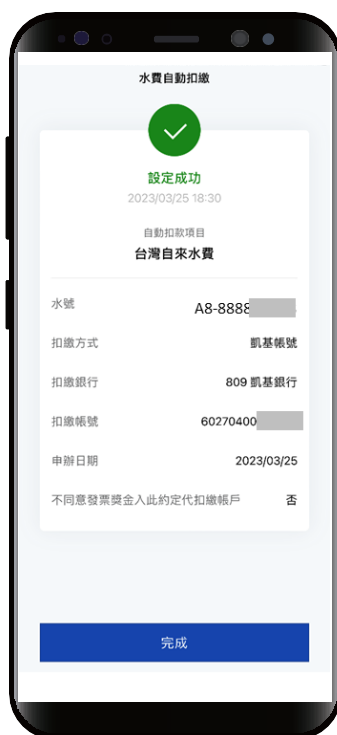 水費自動扣繳
設定成功
2023/03/25 18:30
自動扣款項目
台灣自來水費
水號 A8-8888
扣繳方式 凱基帳號
扣繳銀行 809 凱基銀行
扣繳帳號 60270400
申辦日期 2023/03/25
不同意發票獎金入此約定代扣繳帳戶 否
完成